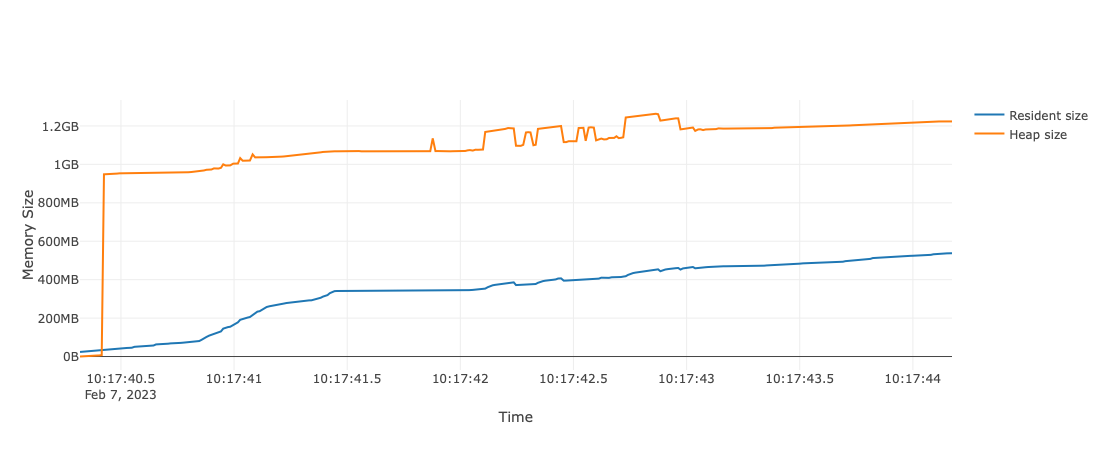 Resident size
Heap size
1.2GB
1GB
800MB
600MB
400MB
200MB
0B
Memory Size
10:17:40.5
10:17:41
10:17:41.5
10:17:42
10:17:42.5
10:17:43
10:17:43.5
10:17:44
Feb 7, 2023
Time